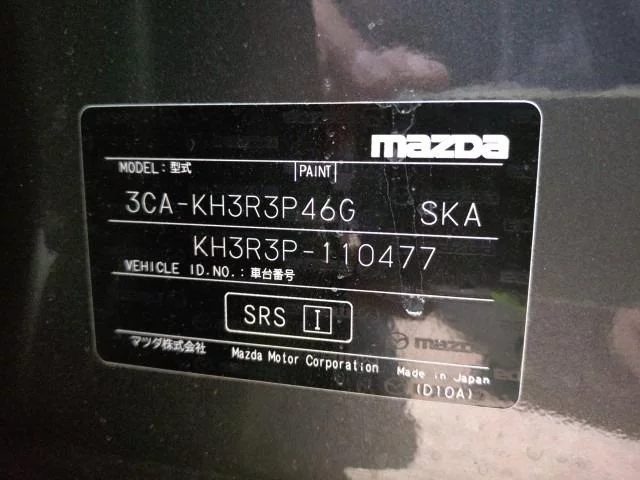 mazda
MODEL: 型式 PAINT
3CA-KH3R3P46G SKA
KH3R3P-110477
VEHICLE ID.NO.: 車台番号
SRS I
mazda
マツダ株式会社 Mazda Motor Corporation Made in Japan
(D10A)